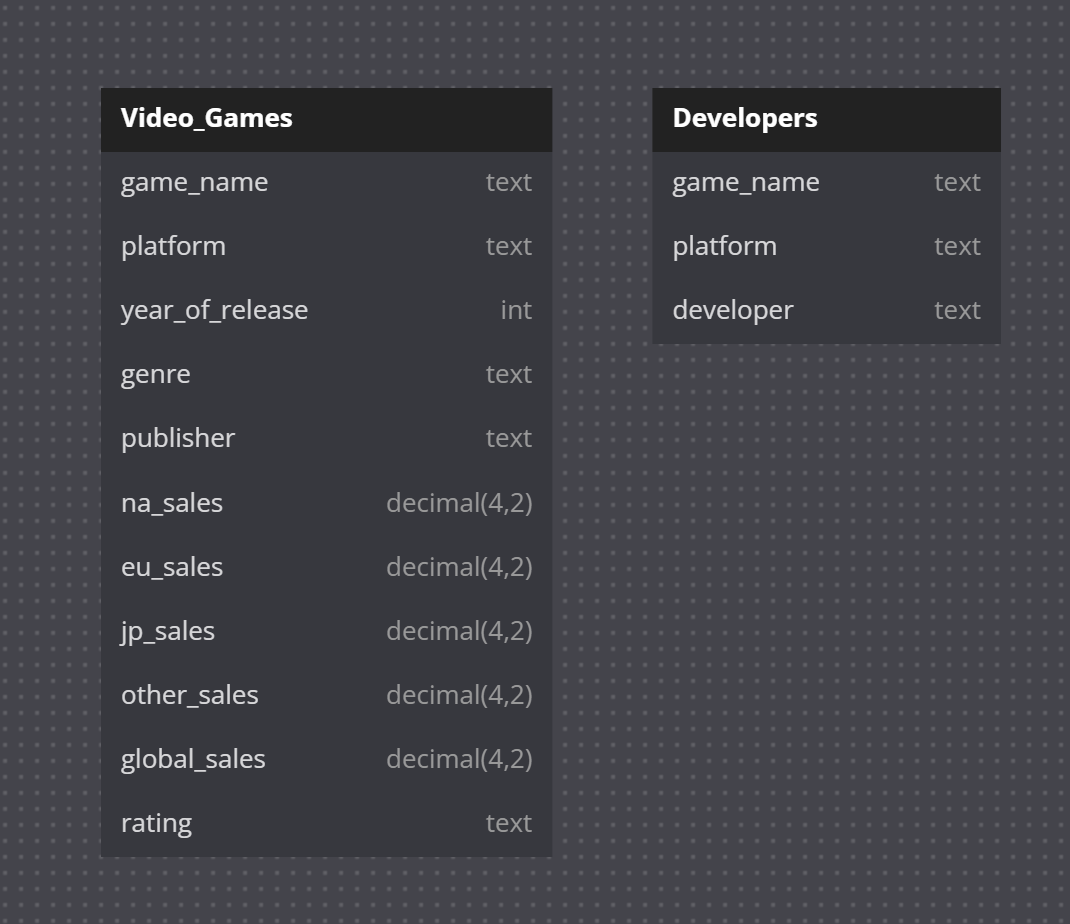 Video_Games
game_name text
platform text
year_of_release int
genre text
publisher text
na_sales decimal(4,2)
eu_sales decimal(4,2)
jp_sales decimal(4,2)
other_sales decimal(4,2)
global_sales decimal(4,2)
rating text
Developers
game_name text
platform text
developer text